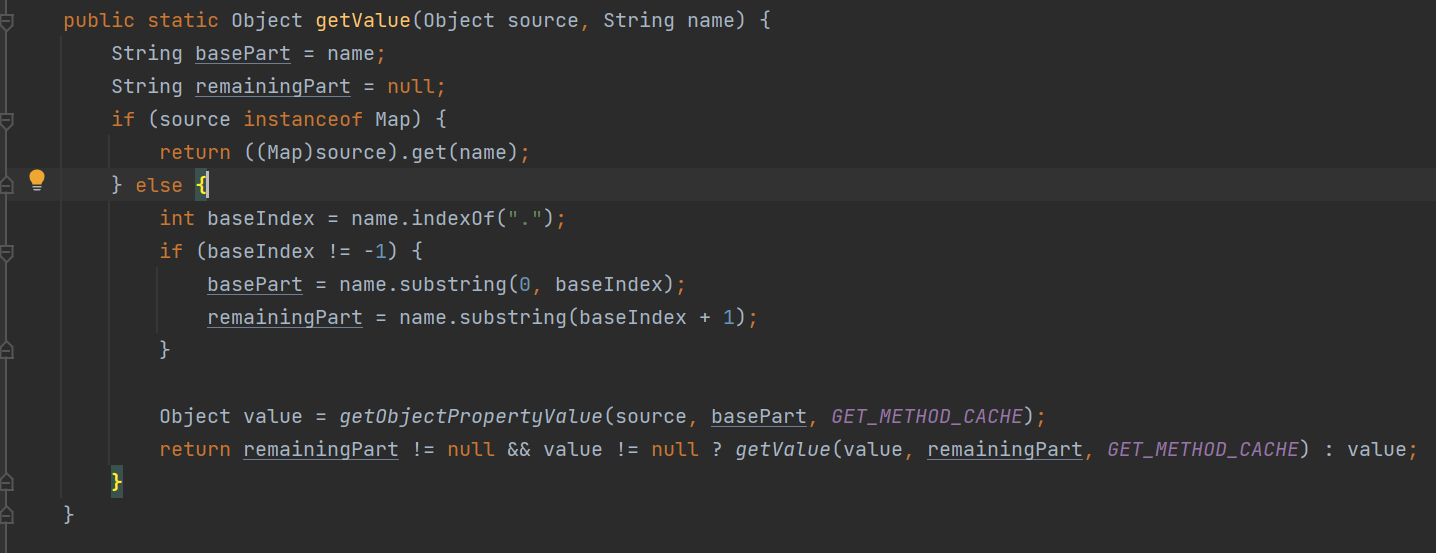 public static Object getValue(Object source, String name) {
String basePart = name;
String remainingPart = null;
if (source instanceof Map) {
return ((Map)source).get(name);
} else {
int baseIndex = name.indexOf(".");
if (baseIndex != -1) {
basePart = name.substring(0, baseIndex);
remainingPart = name.substring(baseIndex + 1);
}
Object value = getObjectPropertyValue(source, basePart, GET_METHOD_CACHE);
return remainingPart != null && value != null ? getValue(value, remainingPart, GET_METHOD_CACHE) : value;
}
}